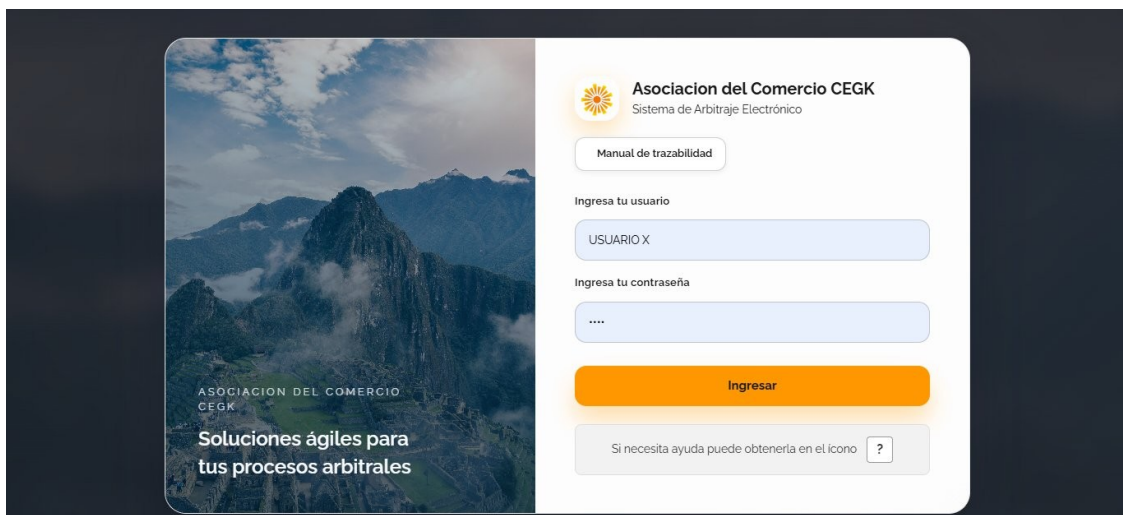 Asociacion del Comercio CEGK
Sistema de Arbitraje Electrónico
Manual de trazabilidad
Ingresa tu usuario
USUARIO X
Ingresa tu contraseña
····
Ingresar
Si necesita ayuda puede obtenerla en el ícono ?
ASOCIACION DEL COMERCIO
CEGK
Soluciones ágiles para
tus procesos arbitrales